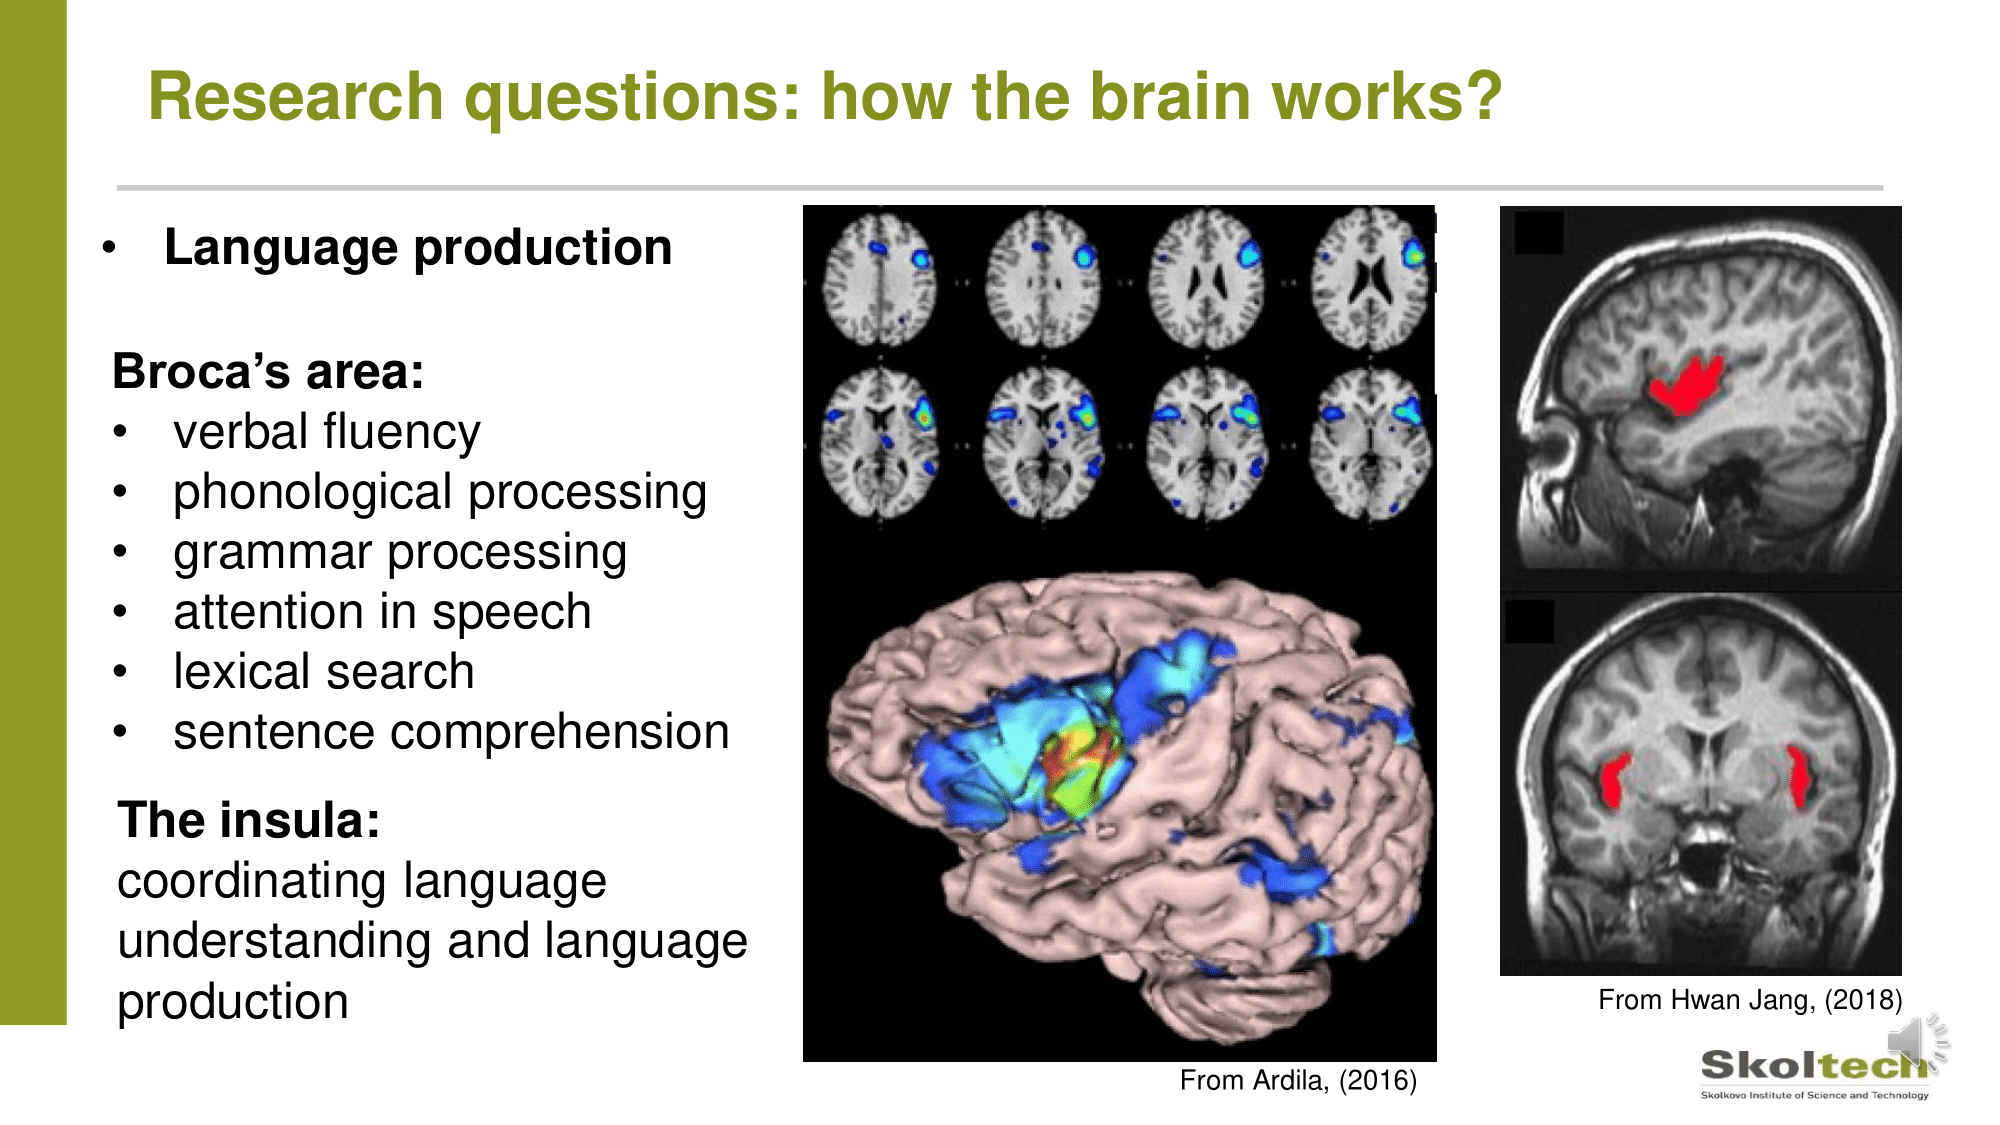 Research questions: how the brain works?
• Language production
Broca’s area:
• verbal fluency
• phonological processing
• grammar processing
• attention in speech
• lexical search
• sentence comprehension
The insula:
coordinating language
understanding and language
production
From Ardila, (2016)
From Hwan Jang, (2018)
Skoltech
Skolkovo Institute of Science and Technology